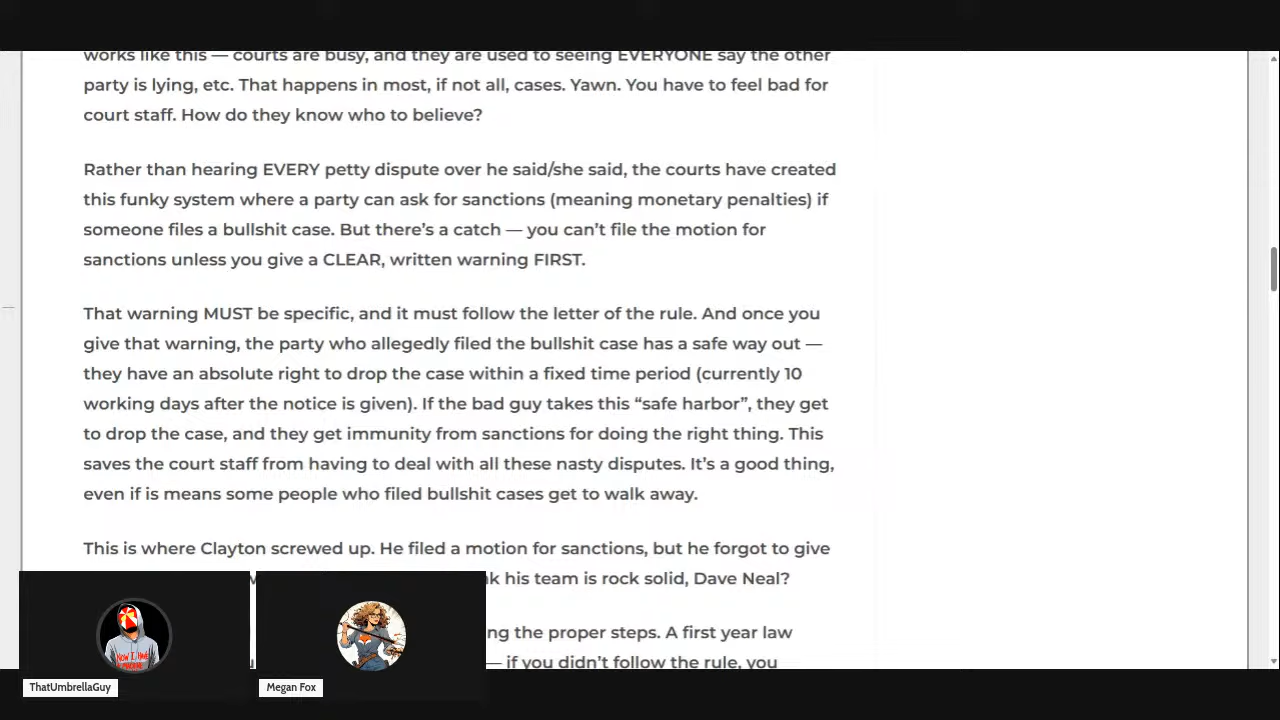 works like this — courts are busy, and they are used to seeing EVERYONE say the other
party is lying, etc. That happens in most, if not all, cases. Yawn. You have to feel bad for
court staff. How do they know who to believe?
Rather than hearing EVERY petty dispute over he said/she said, the courts have created
this funky system where a party can ask for sanctions (meaning monetary penalties) if
someone files a bullshit case. But there’s a catch — you can’t file the motion for
sanctions unless you give a CLEAR, written warning FIRST.
That warning MUST be specific, and it must follow the letter of the rule. And once you
give that warning, the party who allegedly filed the bullshit case has a safe way out —
they have an absolute right to drop the case within a fixed time period (currently 10
working days after the notice is given). If the bad guy takes this “safe harbor”, they get
to drop the case, and they get immunity from sanctions for doing the right thing. This
saves the court staff from having to deal with all these nasty disputes. It’s a good thing,
even if is means some people who filed bullshit cases get to walk away.
This is where Clayton screwed up. He filed a motion for sanctions, but he forgot to give
his team is rock solid, Dave Neal?
the proper steps. A first year law
— if you didn’t follow the rule, you
NOW I HAVE
ThatUmbrellaGuy
Megan Fox